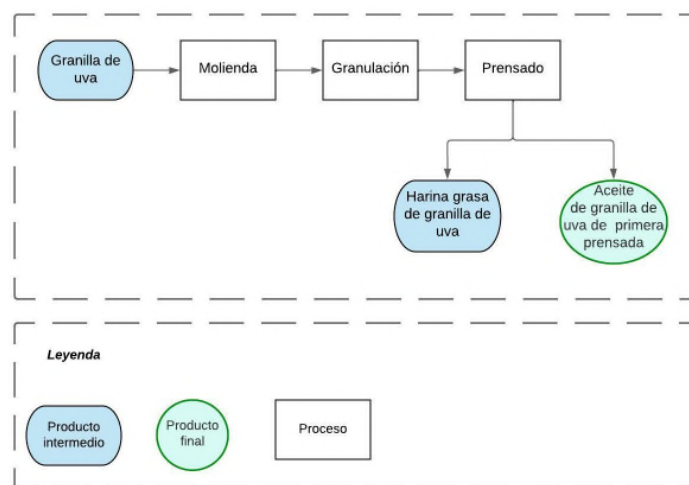 Granilla de
uva
Molienda
Granulación
Prensado
Harina grasa
de granilla de
uva
Aceite
de granilla de
uva de primera
prensada
Leyenda
Producto
intermedio
Producto
final
Proceso